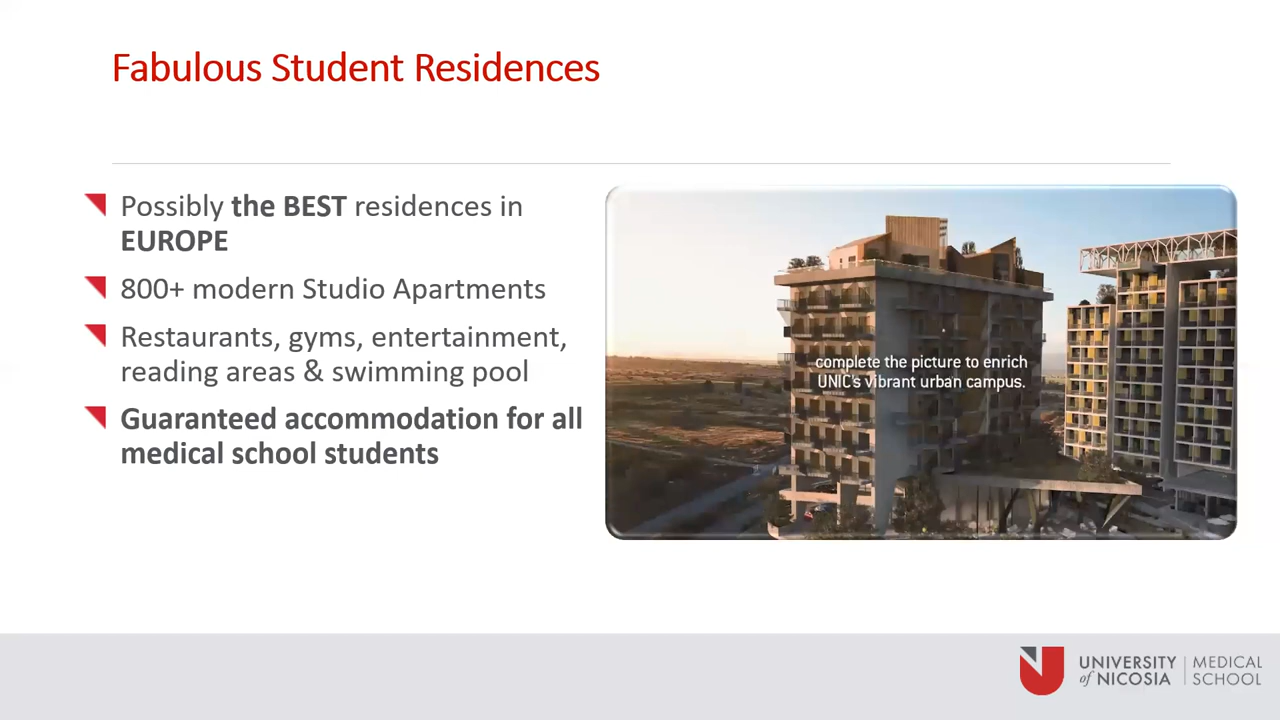 Fabulous Student Residences
Possibly the BEST residences in
EUROPE
800+ modern Studio Apartments
Restaurants, gyms, entertainment,
reading areas & swimming pool
Guaranteed accommodation for all
medical school students
complete the picture to enrich
UNIC's vibrant urban campus.
UNIVERSITY
of NICOSIA
MEDICAL
SCHOOL